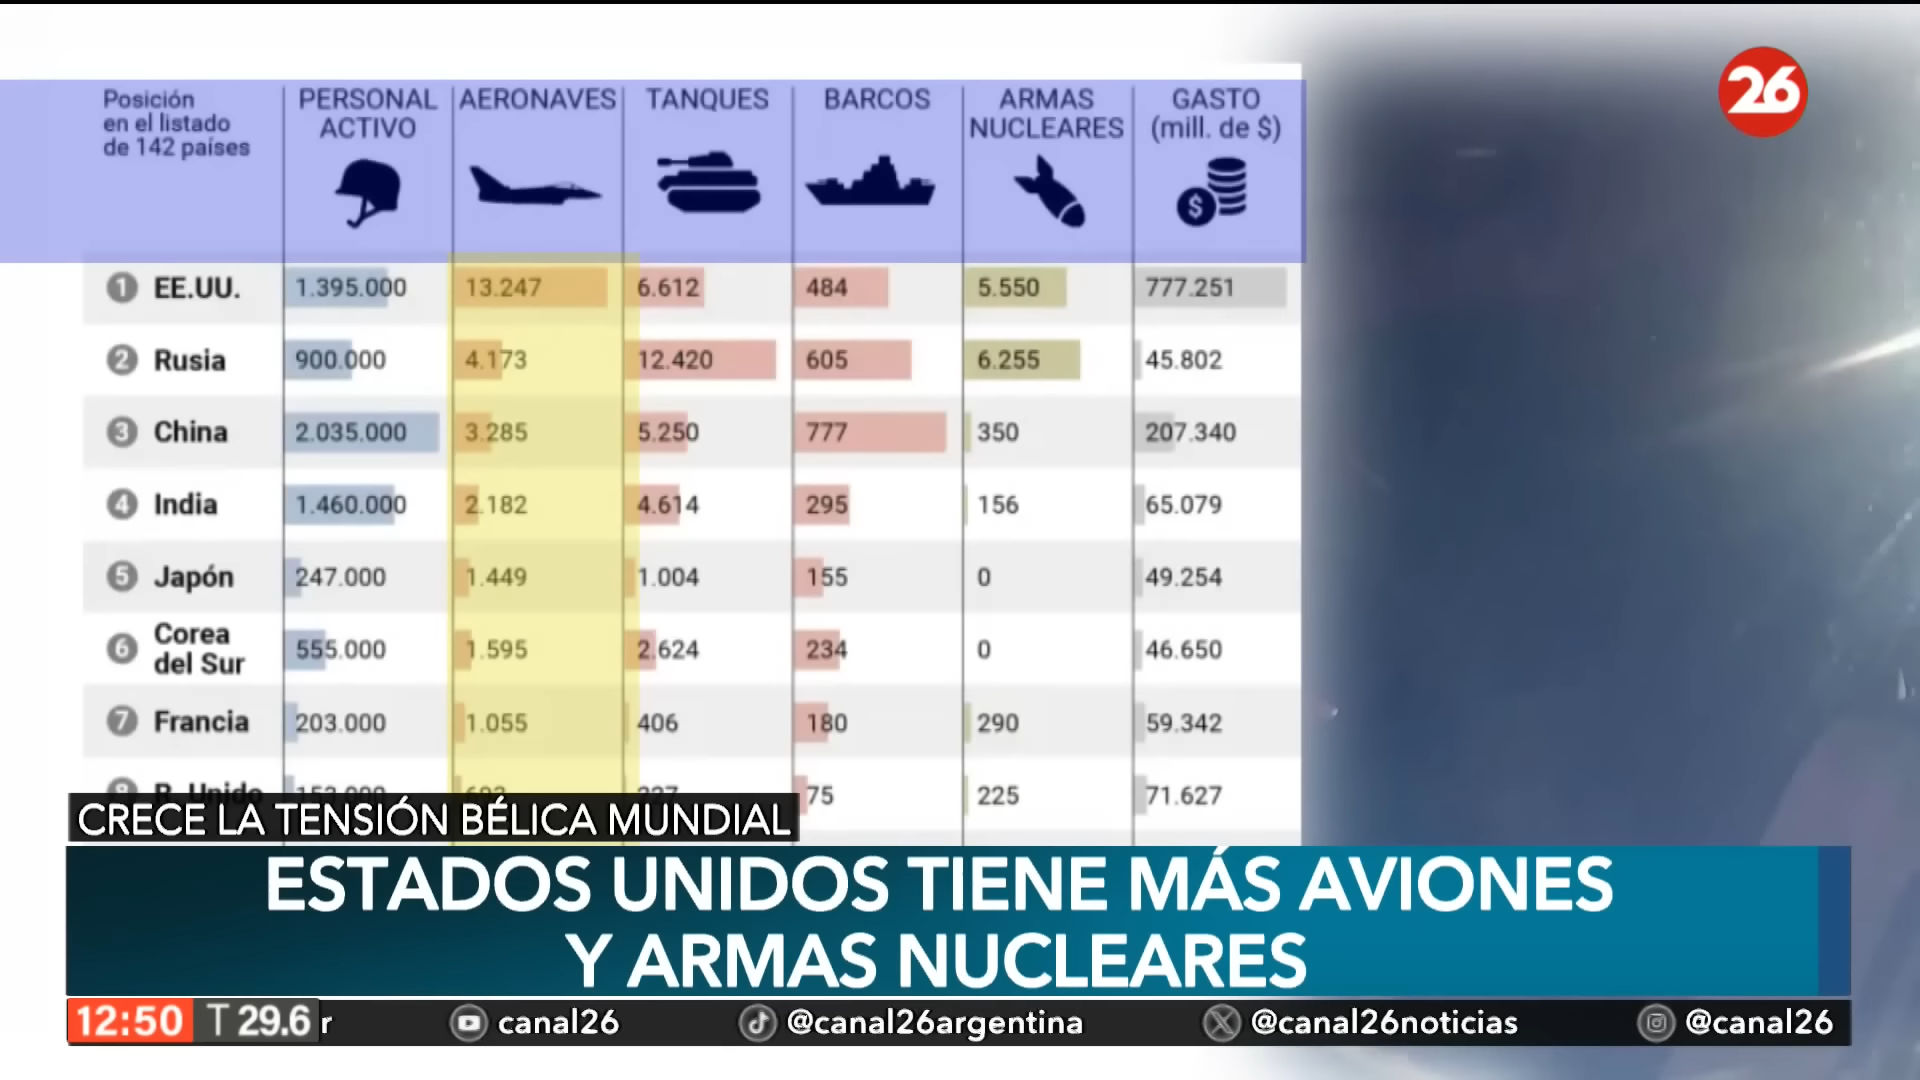 26
Posición
en el listado
de 142 países
PERSONAL
ACTIVO
AERONAVES
TANQUES
BARCOS
ARMAS
NUCLEARES
GASTO
(mill. de $)
1 EE.UU. 1.395.000 13.247 6.612 484 5.550 777.251
2 Rusia 900.000 4.173 12.420 605 6.255 45.802
3 China 2.035.000 3.285 5.250 777 350 207.340
4 India 1.460.000 2.182 4.614 295 156 65.079
5 Japón 247.000 1.449 1.004 155 0 49.254
6 Corea
del Sur 555.000 1.595 2.624 234 0 46.650
7 Francia 203.000 1.055 406 180 290 59.342
8 R. Unido 75 225 71.627
CRECE LA TENSIÓN BÉLICA MUNDIAL
ESTADOS UNIDOS TIENE MÁS AVIONES
Y ARMAS NUCLEARES
12:50 T 29.6 r canal26 @canal26argentina @canal26noticias @canal26